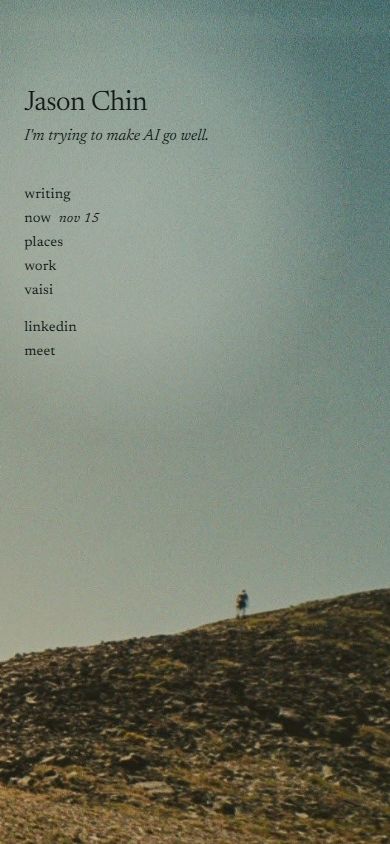 Jason Chin
I'm trying to make AI go well.
writing
now nov 15
places
work
vaisi
linkedin
meet